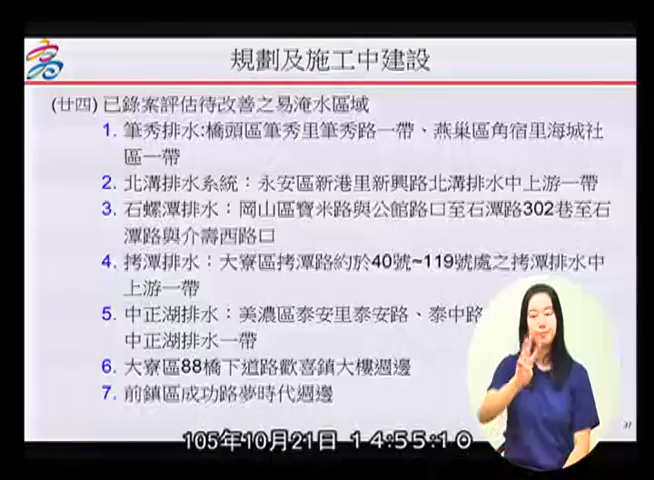 規劃及施工中建設
(廿四) 已錄案評估待改善之易淹水區域
1. 筆秀排水:橋頭區筆秀里筆秀路一帶、燕巢區角宿里海城社
區一帶
2. 北溝排水系統：永安區新港里新興路北溝排水中上游一帶
3. 石螺潭排水：岡山區寶米路與公館路口至石潭路302巷至石
潭路與介壽西路口
4. 拷潭排水：大寮區拷潭路約於40號~119號處之拷潭排水中
上游一帶
5. 中正湖排水：美濃區泰安里泰安路、泰中路
中正湖排水一帶
6. 大寮區88橋下道路歡喜鎮大樓週邊
7. 前鎮區成功路夢時代週邊
37
105年10月21日 14:55:10